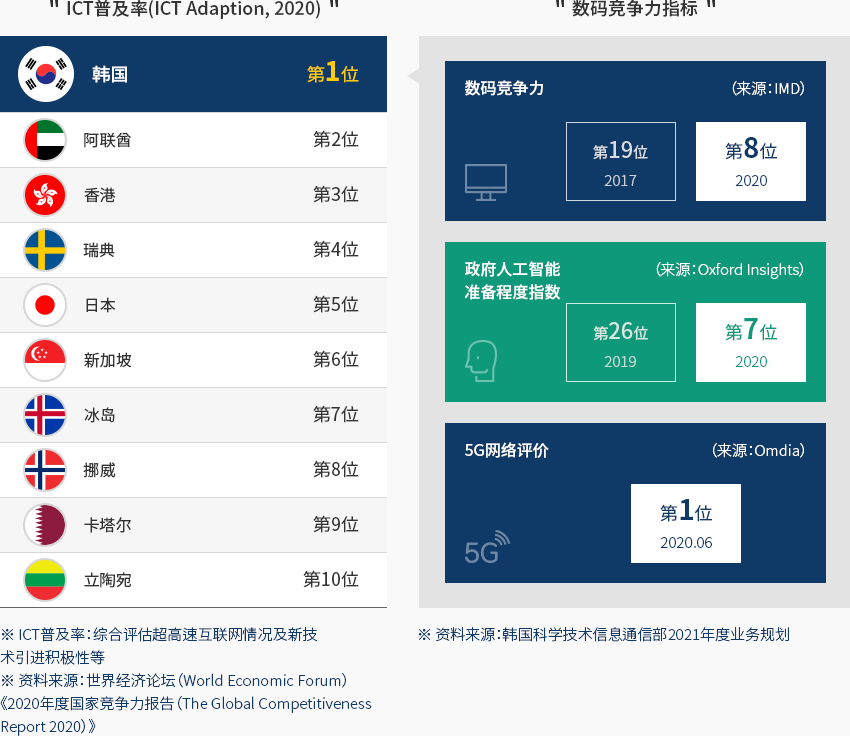 " ICT普及率(ICT Adaption, 2020) "
韩国 第1位
阿联酋 第2位
香港 第3位
瑞典 第4位
日本 第5位
新加坡 第6位
冰岛 第7位
挪威 第8位
卡塔尔 第9位
立陶宛 第10位
※ ICT普及率：综合评估超高速互联网情况及新技
术引进积极性等
※ 资料来源：世界经济论坛（World Economic Forum）
《2020年度国家竞争力报告（The Global Competitiveness
Report 2020）》
" 数码竞争力指标 "
数码竞争力 （来源：IMD）
第19位 第8位
2017 2020
政府人工智能 （来源：Oxford Insights）
准备程度指数
第26位 第7位
2019 2020
5G网络评价 （来源：Omdia）
第1位
2020.06
5G
※ 资料来源：韩国科学技术信息通信部2021年度业务规划